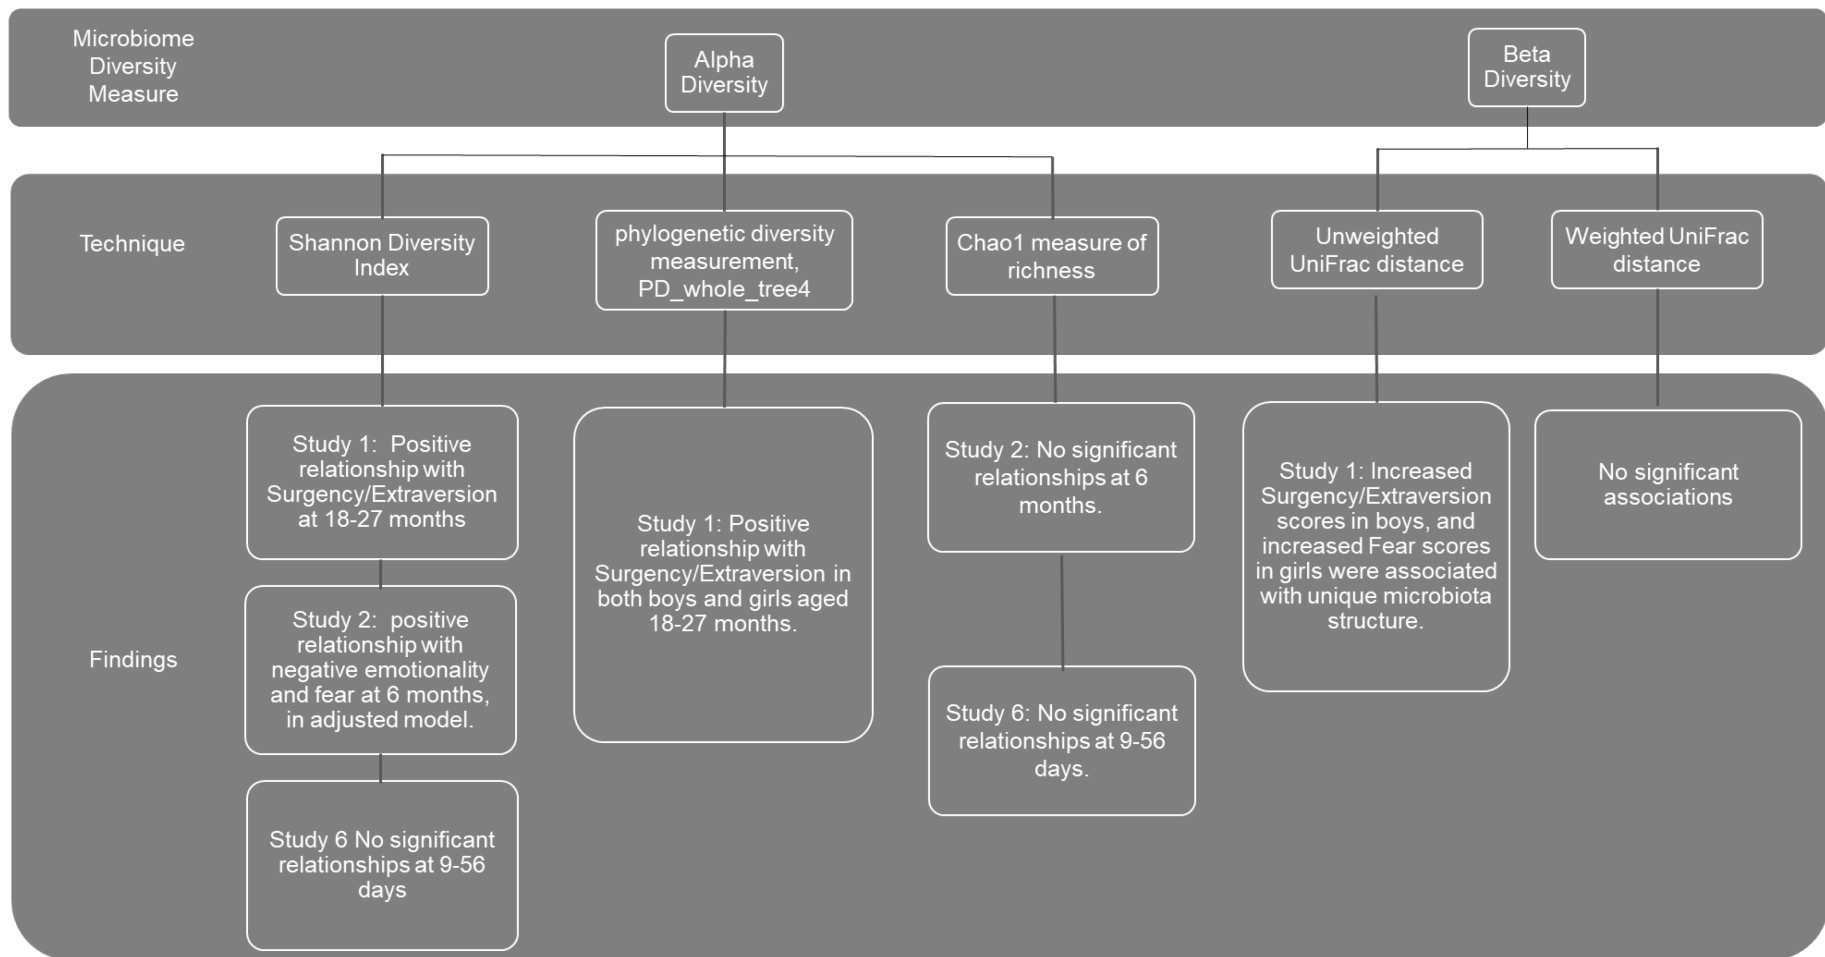 Microbiome
Diversity
Measure
Alpha
Diversity
Beta
Diversity
Technique
Shannon Diversity
Index
phylogenetic diversity
measurement,
PD_whole_tree4
Chao1 measure of
richness
Unweighted
UniFrac distance
Weighted UniFrac
distance
Findings
Study 1:  Positive
relationship with
Surgency/Extraversion
at 18-27 months
Study 2:  positive
relationship with
negative emotionality
and fear at 6 months,
in adjusted model.
Study 6 No significant
relationships at 9-56
days
Study 1: Positive
relationship with
Surgency/Extraversion in
both boys and girls aged
18-27 months.
Study 2: No significant
relationships at 6
months.
Study 6: No significant
relationships at 9-56
days.
Study 1: Increased
Surgency/Extraversion
scores in boys, and
increased Fear scores
in girls were associated
with unique microbiota
structure.
No significant
associations